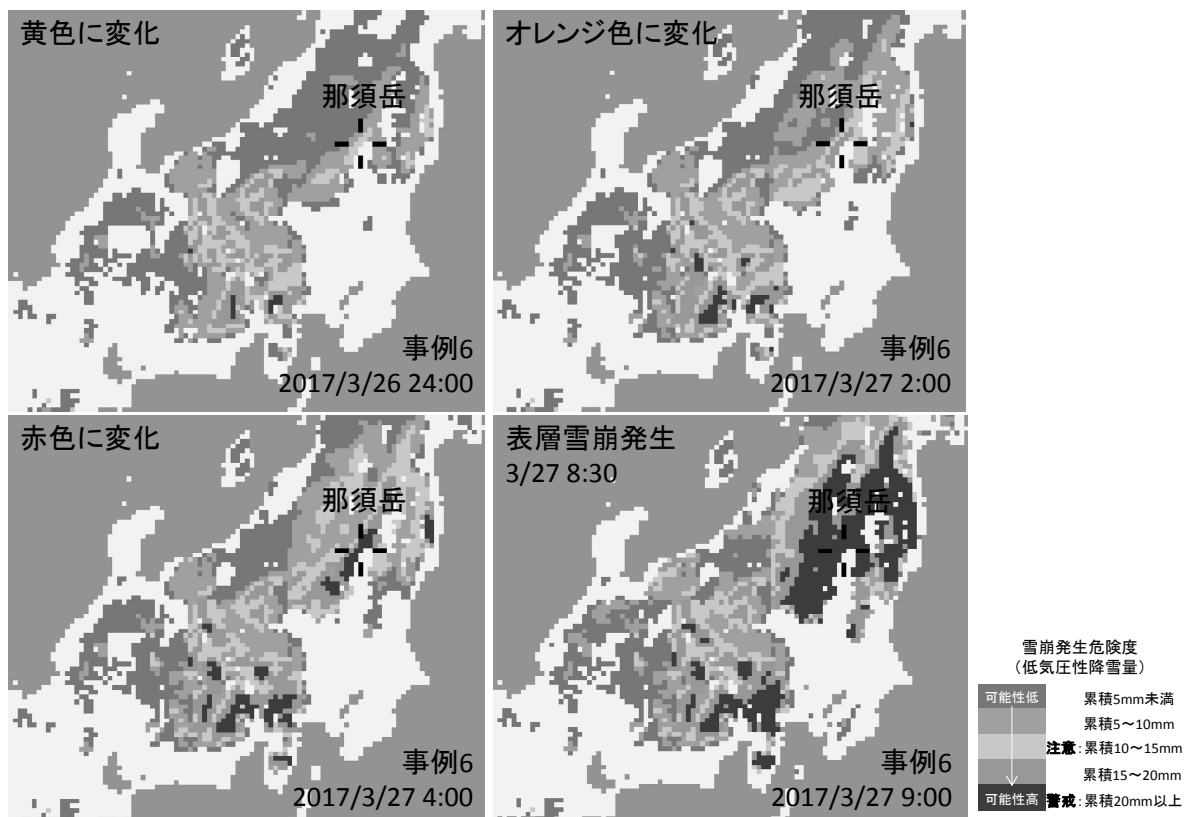 黄色に変化
那須岳
事例6
2017/3/26 24:00
オレンジ色に変化
那須岳
事例6
2017/3/27 2:00
赤色に変化
那須岳
事例6
2017/3/27 4:00
表層雪崩発生
3/27 8:30
那須岳
事例6
2017/3/27 9:00
雪崩発生危険度
(低気圧性降雪量)
可能性低 累積5mm未満
累積5～10mm
注意:累積10～15mm
累積15～20mm
可能性高 警戒:累積20mm以上